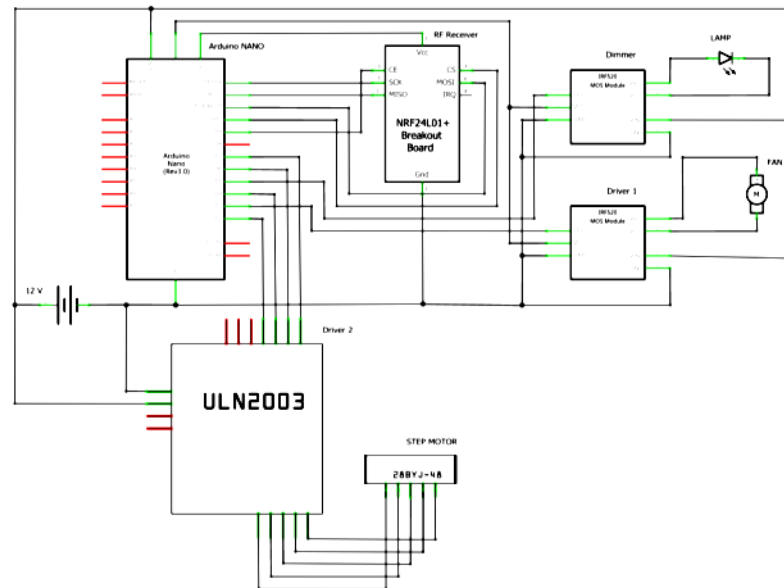 Arduino NANO
RF Receiver
LAMP
Dimmer
Vcc
CE
CS
SCK
MOSI
MISO
IRQ
IRF520
MOS Module
NRF24L01+
Breakout
Board
Arduino
Nano
(Rev3.0)
Gnd
FAN
Driver 1
IRF520
MOS Module
M
12 V
Driver 2
ULN2003
STEP MOTOR
28BYJ-48